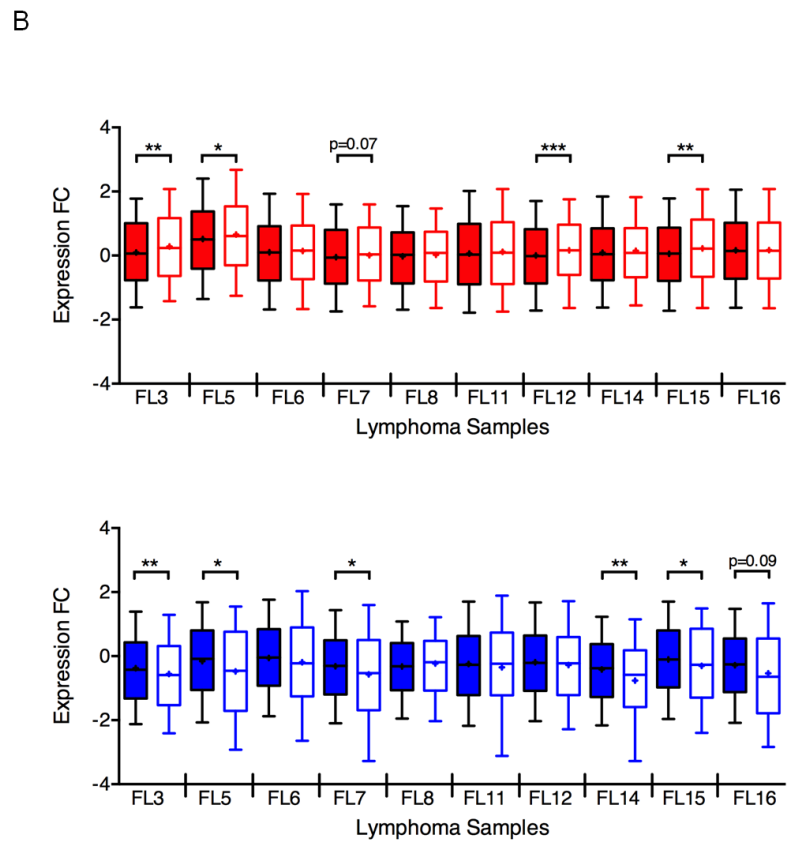 B
4
** * p=0.07 *** **
2
0
-2
-4
Expression FC
FL3 FL5 FL6 FL7 FL8 FL11 FL12 FL14 FL15 FL16
Lymphoma Samples
4
** * * ** * p=0.09
2
0
-2
-4
Expression FC
FL3 FL5 FL6 FL7 FL8 FL11 FL12 FL14 FL15 FL16
Lymphoma Samples